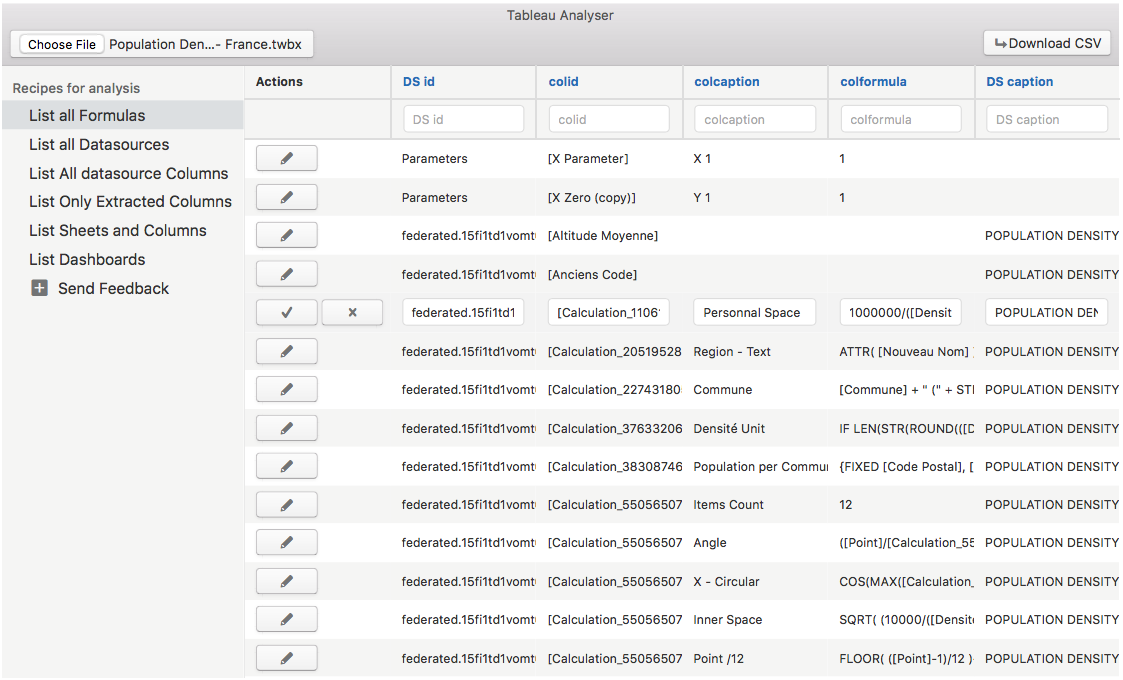 Tableau Analyser
Choose File Population Den...- France.twbx
Download CSV
Recipes for analysis
List all Formulas
List all Datasources
List All datasource Columns
List Only Extracted Columns
List Sheets and Columns
List Dashboards
Send Feedback
Actions DS id colid colcaption colformula DS caption
DS id colid colcaption colformula DS caption
Parameters [X Parameter] X 1 1
Parameters [X Zero (copy)] Y 1 1
federated.15fi1td1vomt [Altitude Moyenne] POPULATION DENSITY
federated.15fi1td1vomt [Anciens Code] POPULATION DENSITY
federated.15fi1td1 [Calculation_1106 Personnal Space 1000000/([Densit POPULATION DEN
federated.15fi1td1vomt [Calculation_20519528 Region - Text ATTR( [Nouveau Nom] POPULATION DENSITY
federated.15fi1td1vomt [Calculation_22743180 Commune [Commune] + " (" + ST POPULATION DENSITY
federated.15fi1td1vomt [Calculation_37633206 Densité Unit IF LEN(STR(ROUND(([D POPULATION DENSITY
federated.15fi1td1vomt [Calculation_38308746 Population per Commu {FIXED [Code Postal], [ POPULATION DENSITY
federated.15fi1td1vomt [Calculation_55056507 Items Count 12 POPULATION DENSITY
federated.15fi1td1vomt [Calculation_55056507 Angle ([Point]/[Calculation_55 POPULATION DENSITY
federated.15fi1td1vomt [Calculation_55056507 X - Circular COS(MAX([Calculation_ POPULATION DENSITY
federated.15fi1td1vomt [Calculation_55056507 Inner Space SQRT( (10000/([Densit POPULATION DENSITY
federated.15fi1td1vomt [Calculation_55056507 Point /12 FLOOR( ([Point]-1)/12 ) POPULATION DENSITY